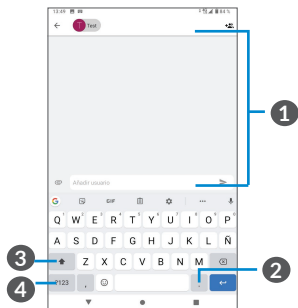 13:49 84 %
T Test
1
Añadir usuario
G GIF ...
Q W E R T Y U I O P
A S D F G H J K L Ñ
3 Z X C V B N M
4 ?123 , . 2